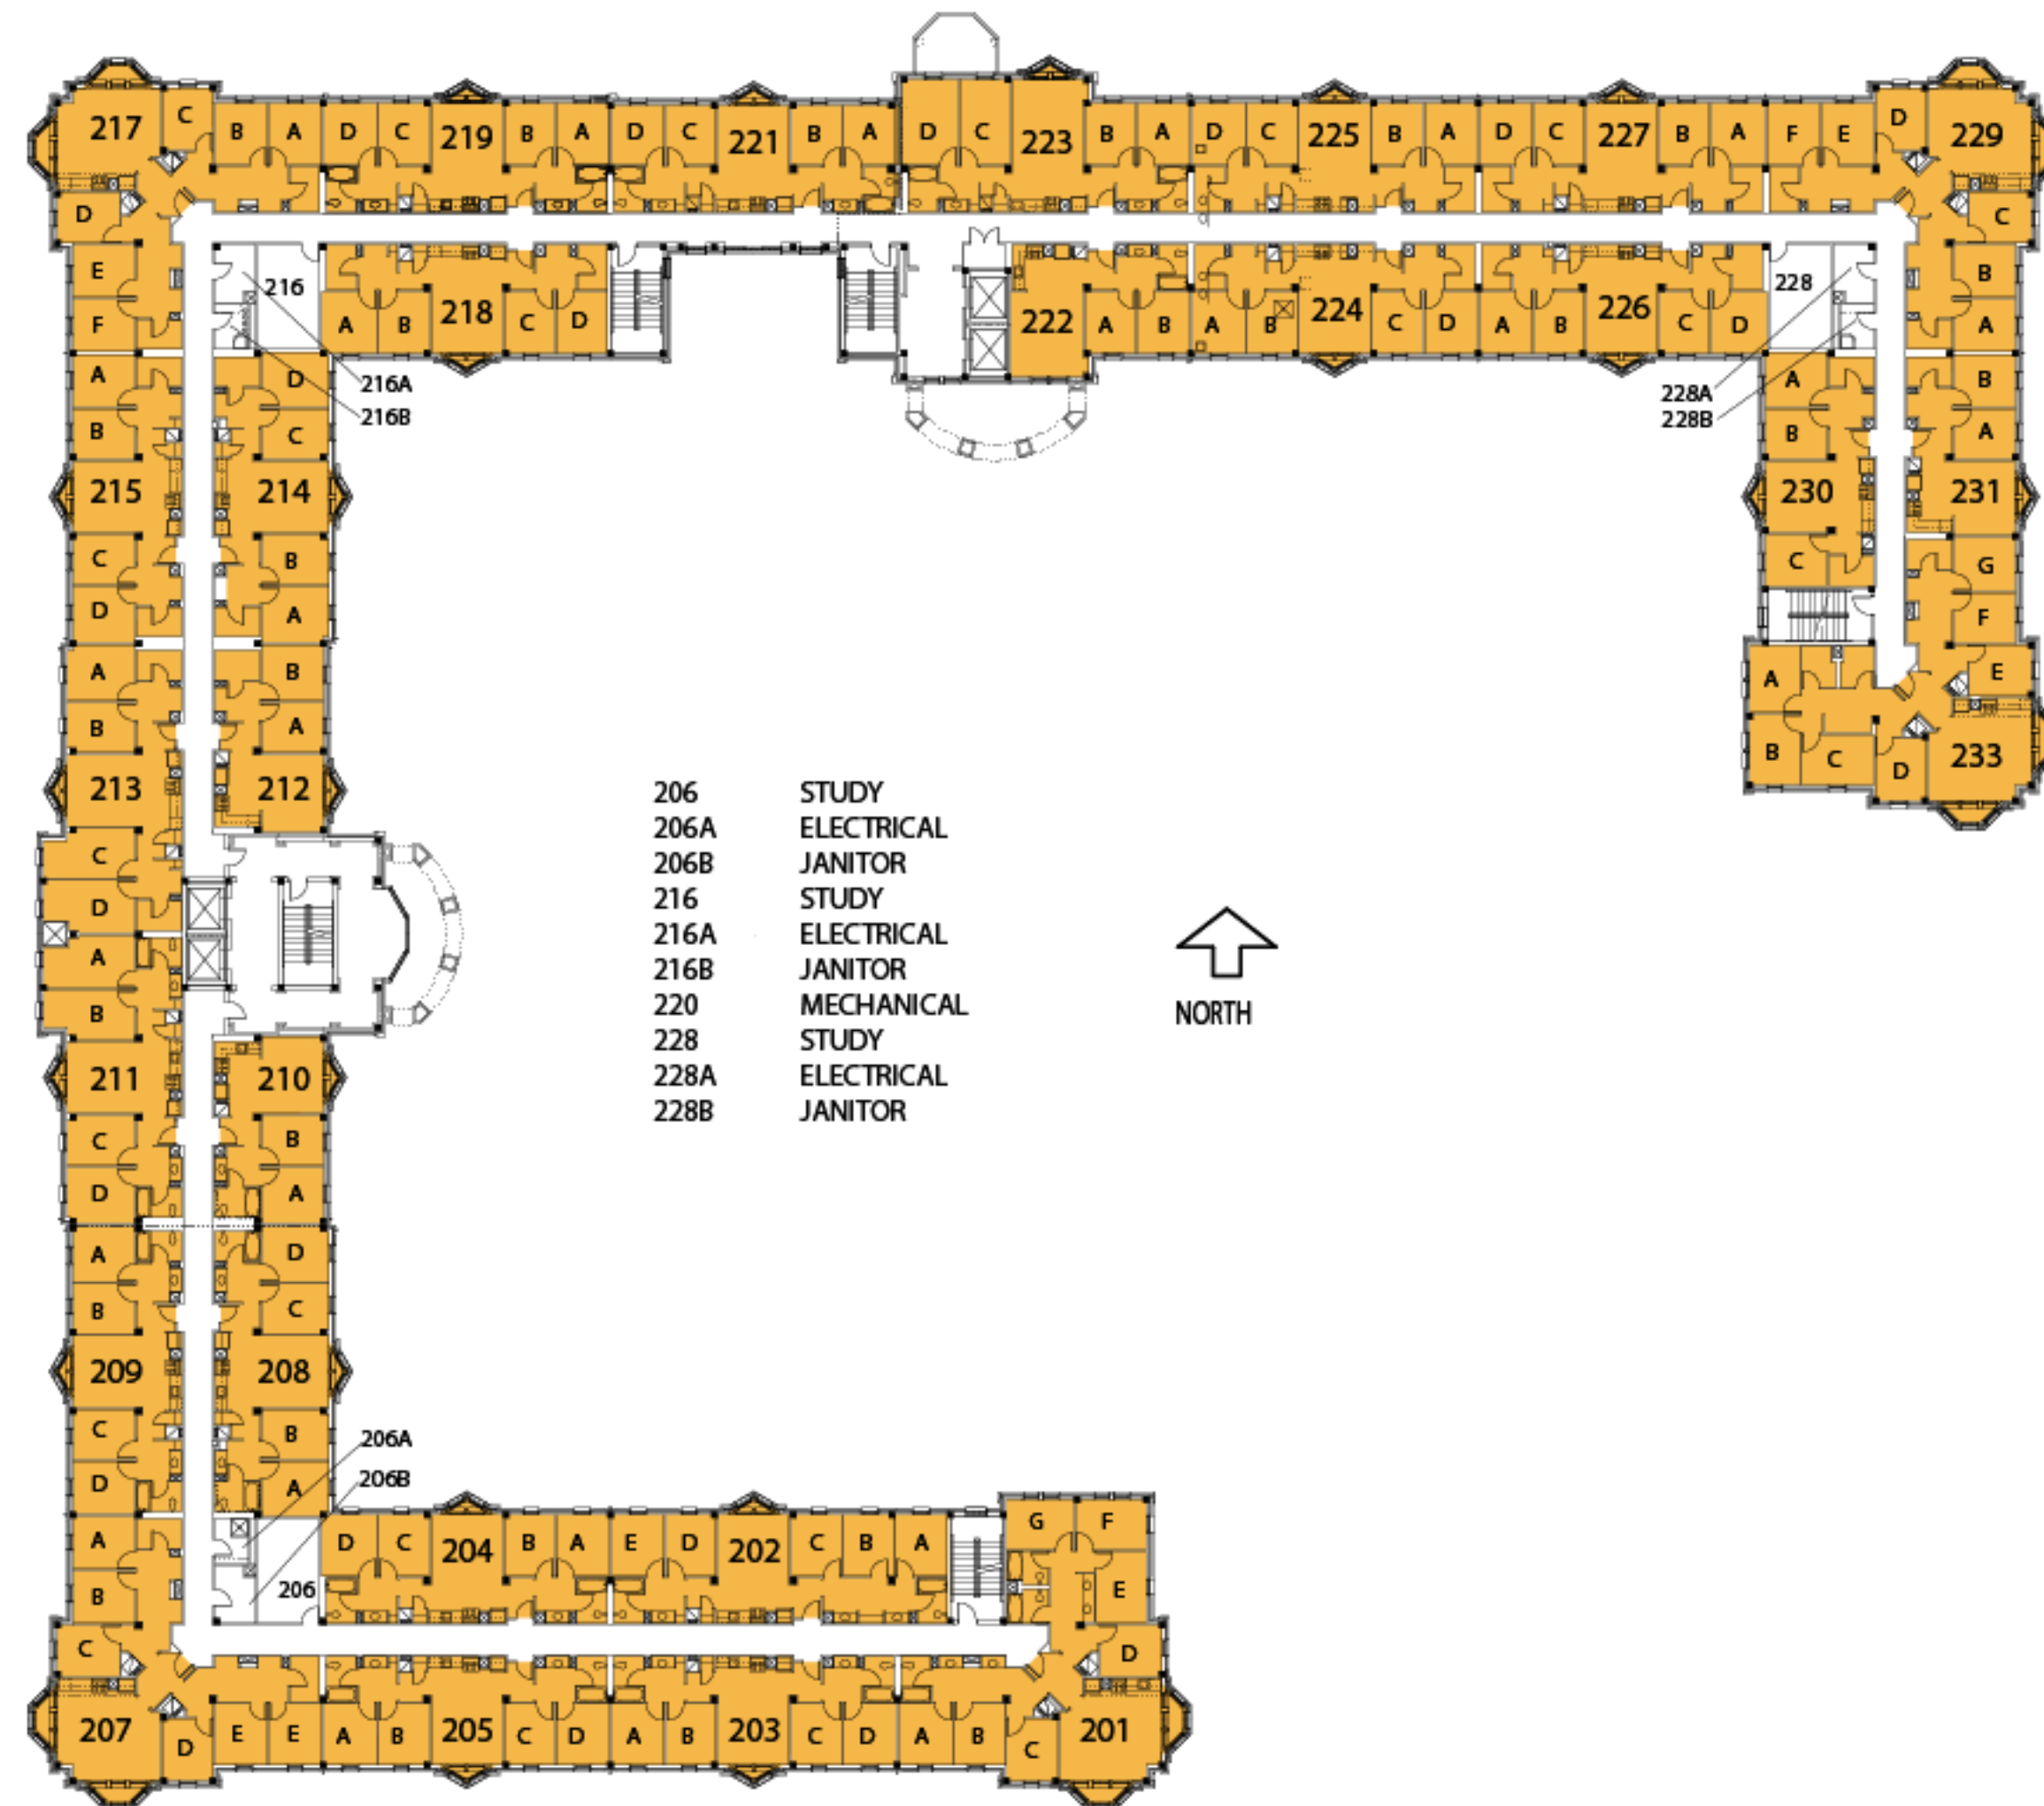 C B A D C 219 B A D C 221 B A D C 223 B A D C 225 B A D C 227 B A F E D
217 229
D C
E 216 A B 218 C D 222 A B A B 224 C D A B 226 C D 228 B
F A
216A
216B
228A
228B
A D A B
B C B A
215 214 230 231
C B C G
D A F
A B A E
B A B C D 233
213 212
C
D
A
B
211 210
C B
D A
A D
B C
209 208
C B
D A
206A
206B
206 STUDY
206A ELECTRICAL
206B JANITOR
216 STUDY
216A ELECTRICAL
216B JANITOR
220 MECHANICAL
228 STUDY
228A ELECTRICAL
228B JANITOR
NORTH
A D C 204 B A E D 202 C B A G F
B 206 E
C D
207 D E E A B 205 C D A B 203 C D A B C 201